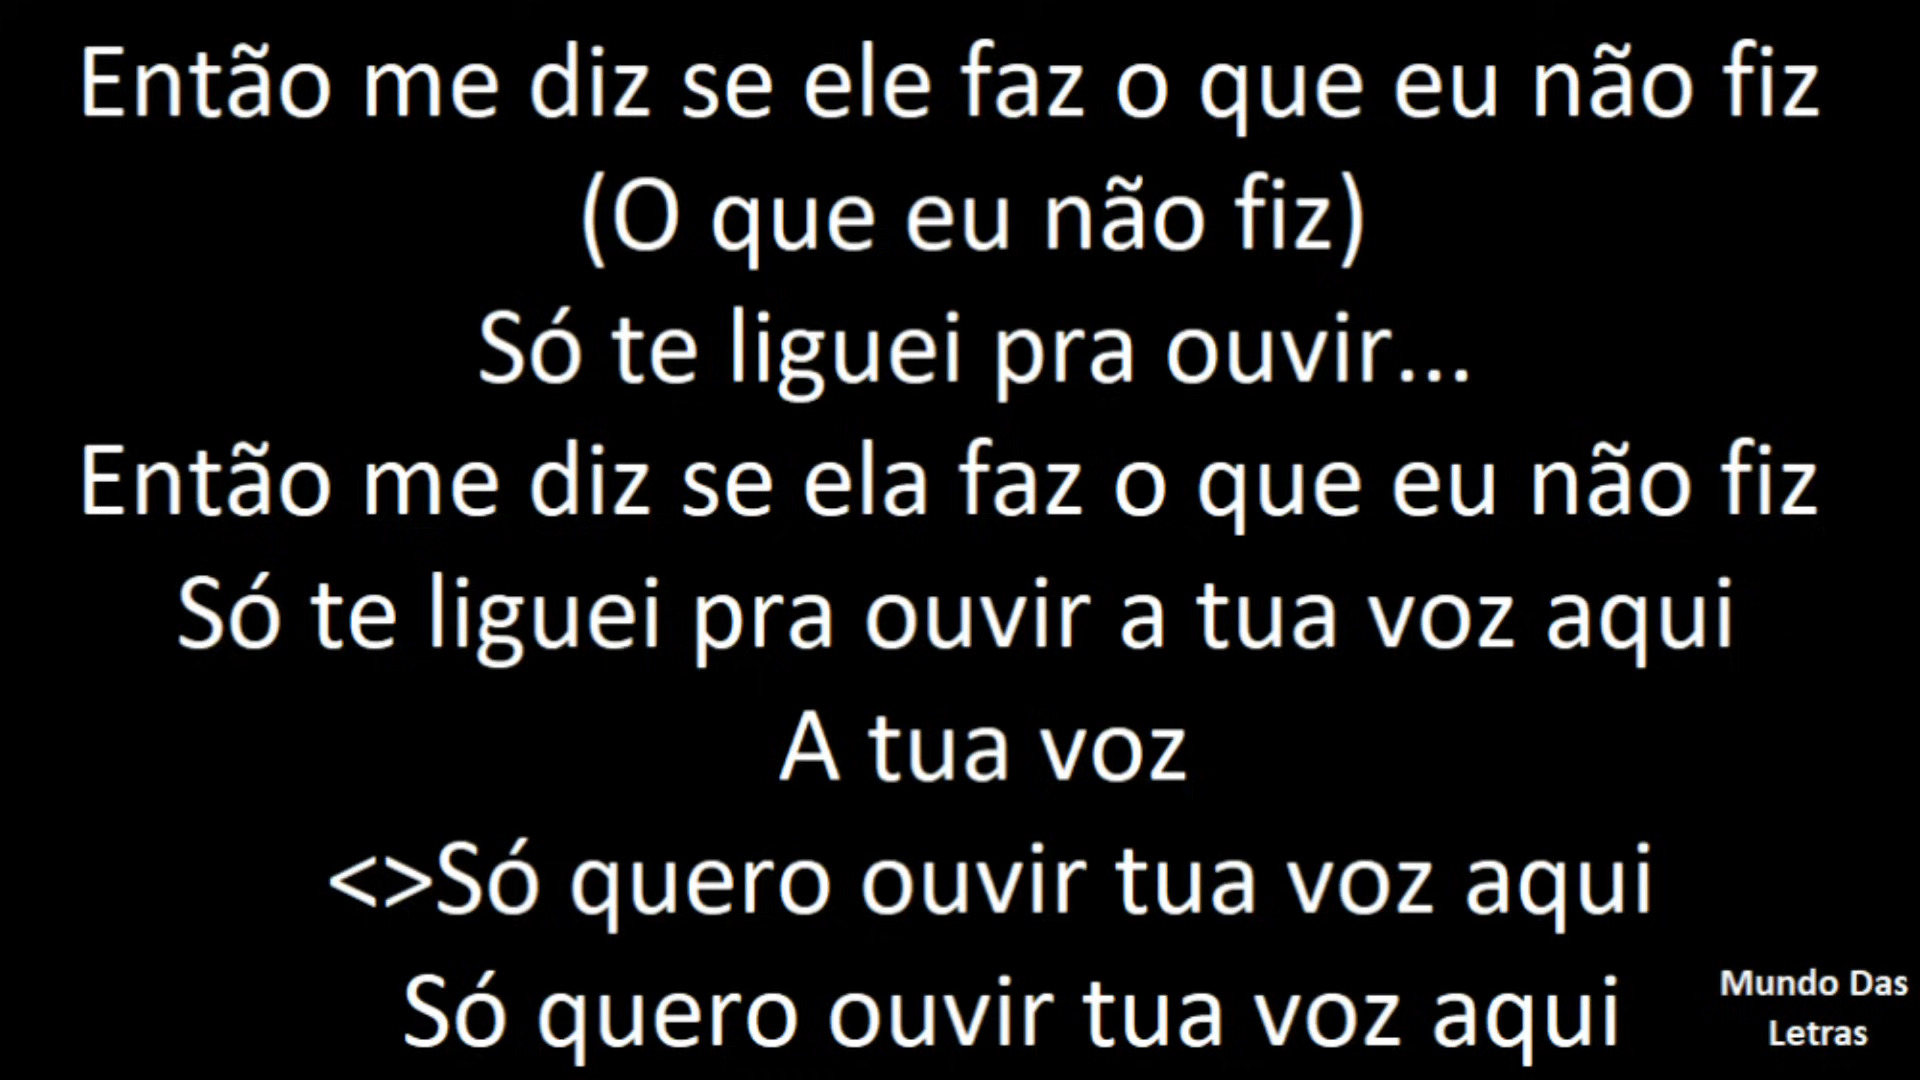 Então me diz se ele faz o que eu não fiz
(O que eu não fiz)
Só te liguei pra ouvir...
Então me diz se ela faz o que eu não fiz
Só te liguei pra ouvir a tua voz aqui
A tua voz
<>Só quero ouvir tua voz aqui
Só quero ouvir tua voz aqui
Mundo Das
Letras